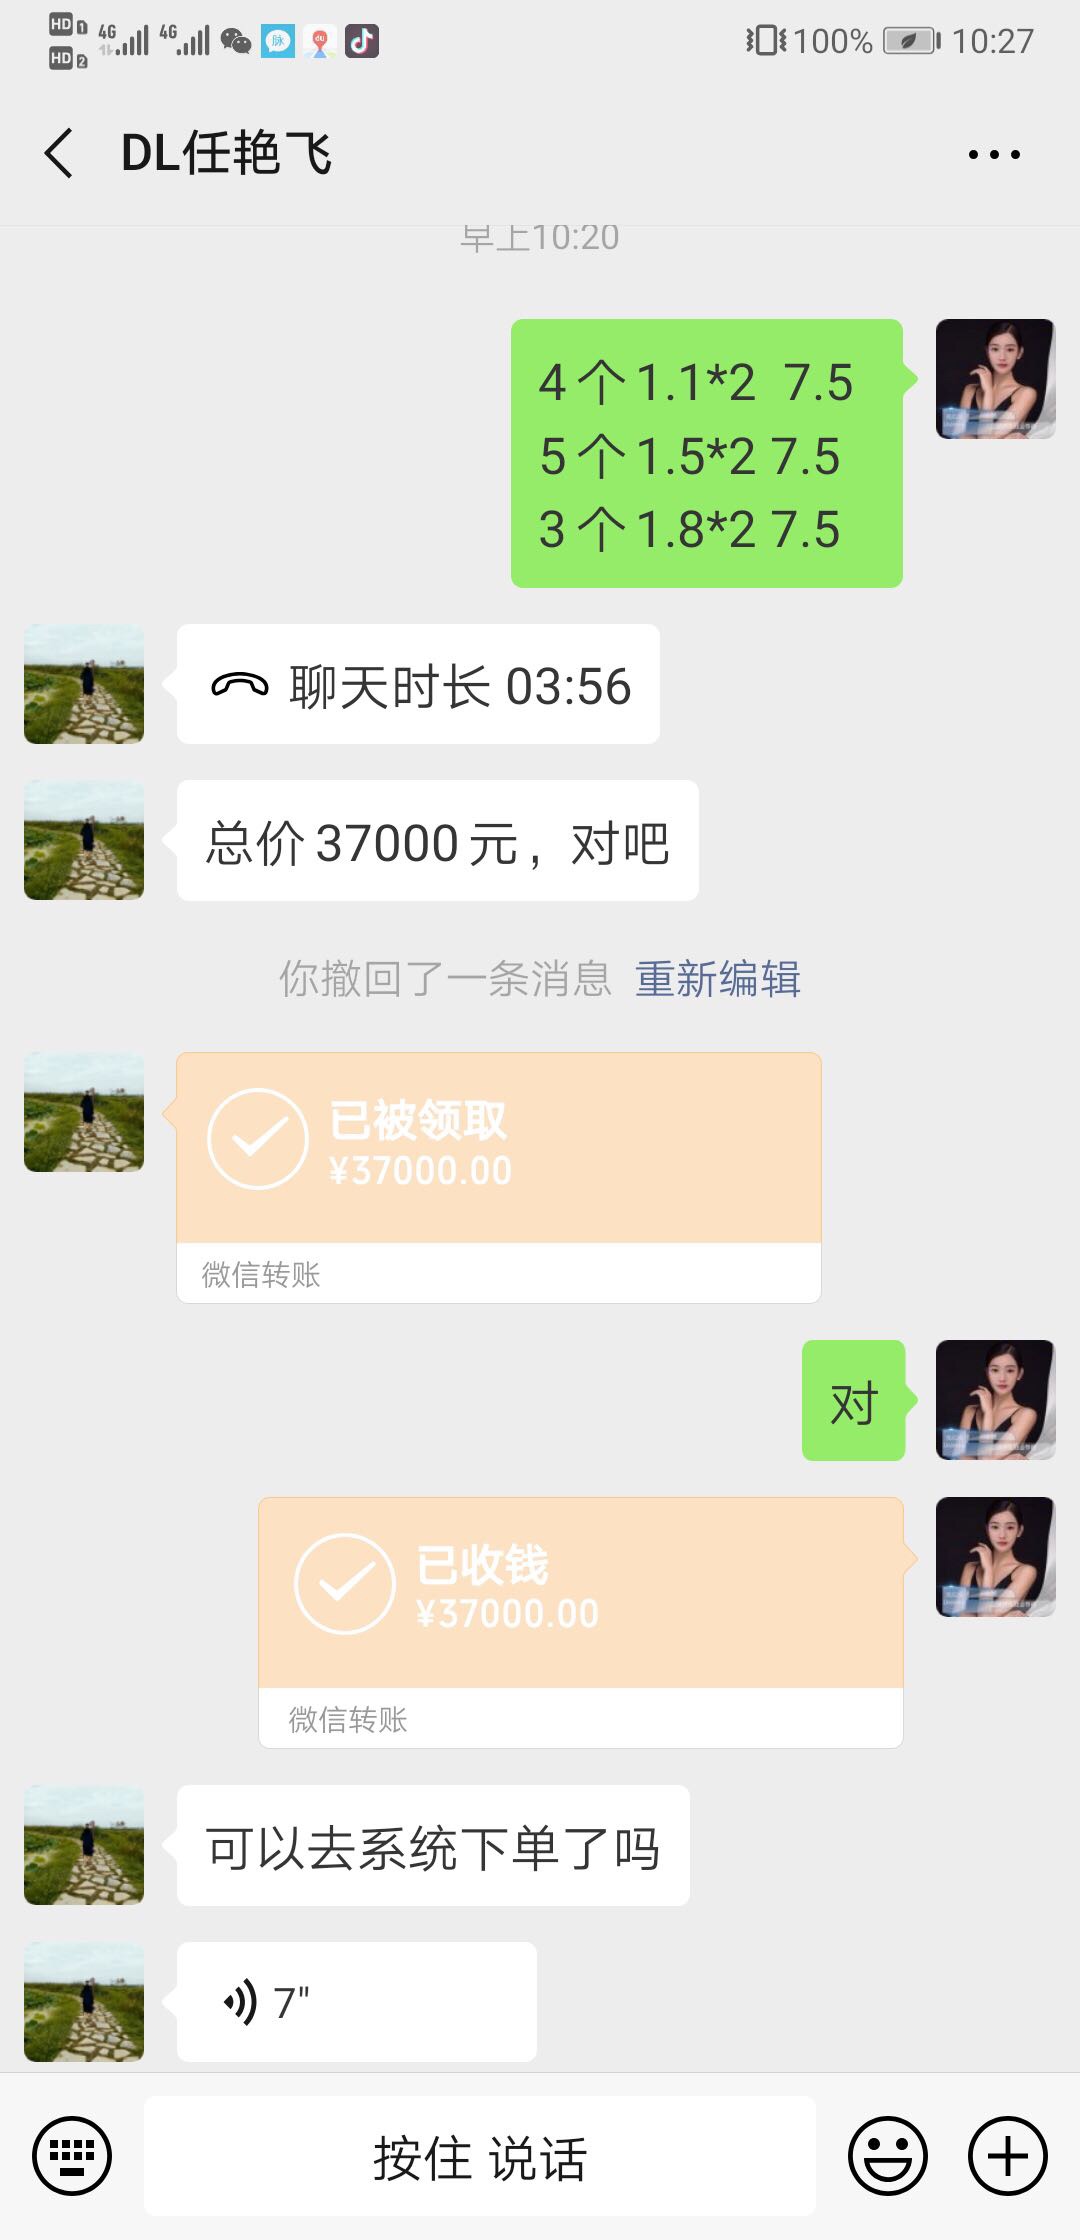 HD 1 4G 4G 脉 du 100% 10:27
HD 2
DL任艳飞
早上10:20
4个1.1*2 7.5
5个1.5*2 7.5
3个1.8*2 7.5
聊天时长 03:56
总价37000元，对吧
你撤回了一条消息 重新编辑
已被领取
¥37000.00
微信转账
对
已收钱
¥37000.00
微信转账
可以去系统下单了吗
7"
按住 说话